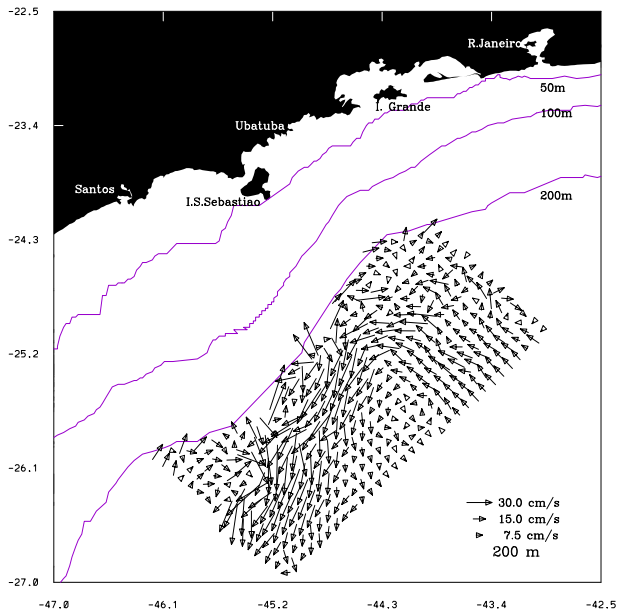 -22.5
R.Janeiro
50m
I. Grande
100m
-23.4
Ubatuba
Santos
200m
I.S.Sebastiao
-24.3
-25.2
-26.1
30.0 cm/s
15.0 cm/s
7.5 cm/s
200 m
-27.0
-47.0 -46.1 -45.2 -44.3 -43.4 -42.5